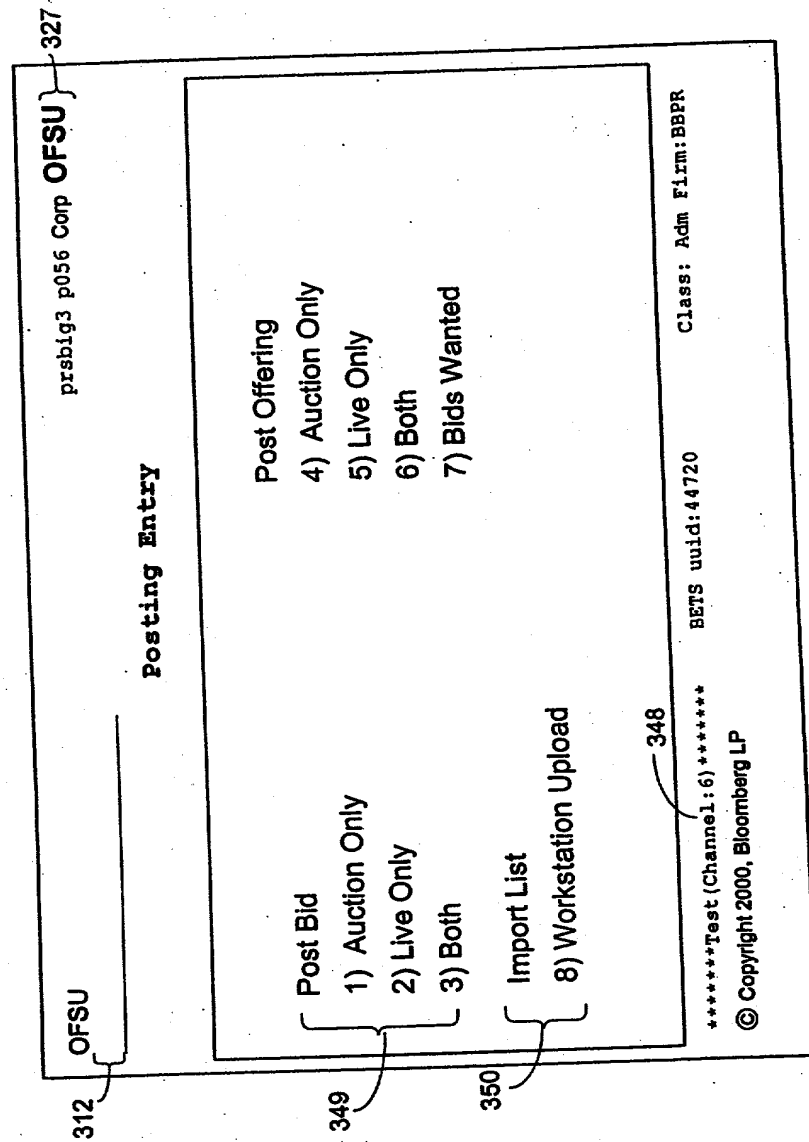 327
prsbig3 p056 Corp OFSU
OFSU
312
Posting Entry
Post Bid
1) Auction Only
2) Live Only
3) Both
349
Post Offering
4) Auction Only
5) Live Only
6) Both
7) Bids Wanted
Import List
8) Workstation Upload
350
348
*******Test(Channel:6)******* BETS uuid:44720 Class: Adm Firm:BBPR
© Copyright 2000, Bloomberg LP